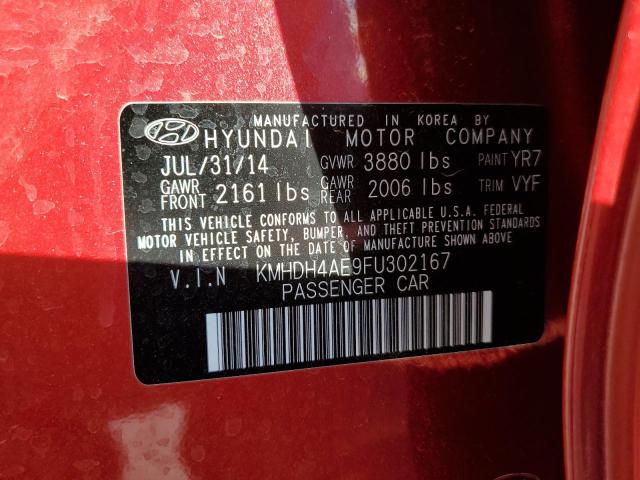 MANUFACTURED IN KOREA BY
HYUNDAI MOTOR COMPANY
JUL/31/14 GVWR 3880 lbs PAINT YR7
GAWR FRONT 2161 lbs GAWR REAR 2006 lbs TRIM VYF
THIS VEHICLE CONFORMS TO ALL APPLICABLE U.S.A. FEDERAL
MOTOR VEHICLE SAFETY, BUMPER, AND THEFT PREVENTION STANDARDS
IN EFFECT ON THE DATE OF MANUFACTURE SHOWN ABOVE.
V.I.N KMHDH4AE9FU302167
PASSENGER CAR